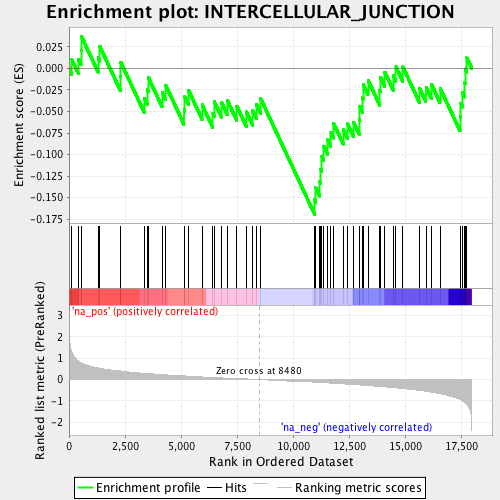 Enrichment plot: INTERCELLULAR_JUNCTION
Enrichment score (ES)
0.025
0.000
-0.025
-0.050
-0.075
-0.100
-0.125
-0.150
-0.175
'na_pos' (positively correlated)
Ranked list metric (PreRanked)
3
2
1
0
-1
-2
Zero cross at 8480
'na_neg' (negatively correlated)
0
2,500
5,000
7,500
10,000
12,500
15,000
17,500
Rank in Ordered Dataset
Enrichment profile
Hits
Ranking metric scores